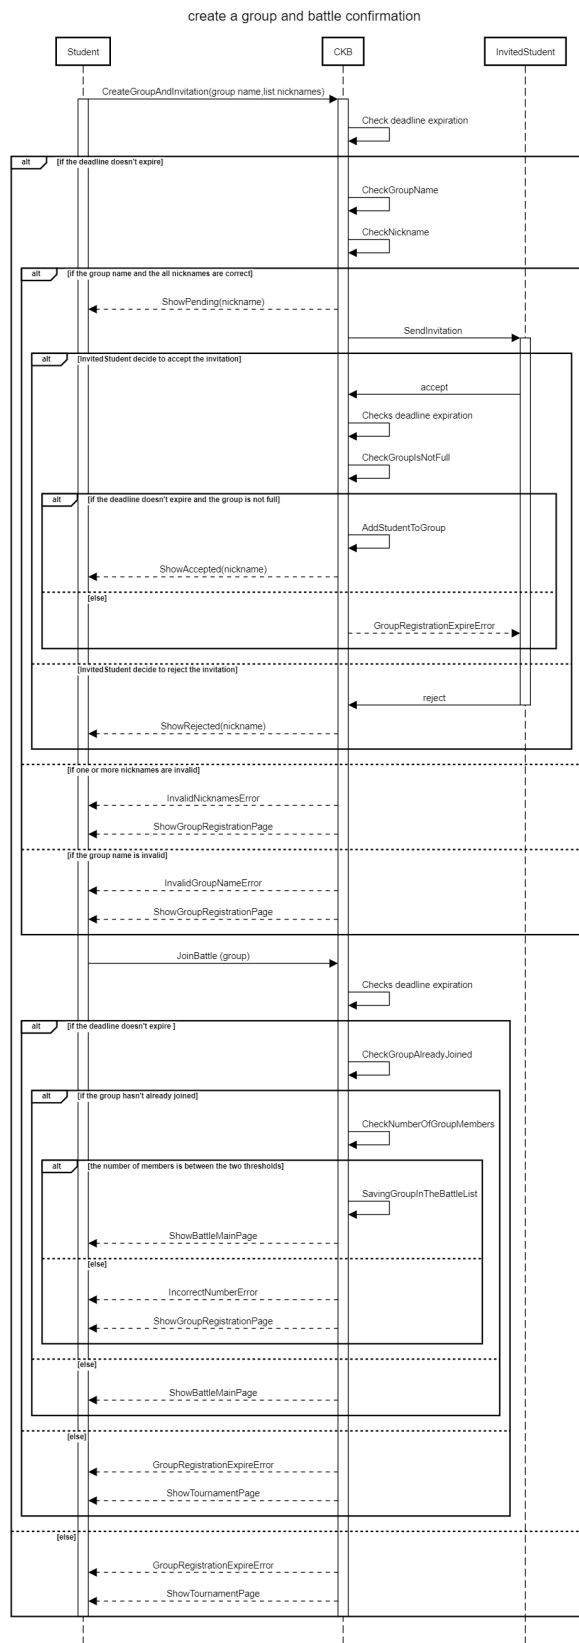 create a group and battle confirmation
Student
CKB
InvitedStudent
CreateGroupAndInvitation(group name,list nicknames)
Check deadline expiration
alt
[if the deadline doesn't expire]
CheckGroupName
CheckNickname
alt
[if the group name and the all nicknames are correct]
ShowPending(nickname)
SendInvitation
alt
[InvitedStudent decide to accept the invitation]
accept
Checks deadline expiration
CheckGroupIsNotFull
alt
[if the deadline doesn't expire and the group is not full]
AddStudentToGroup
ShowAccepted(nickname)
[else]
GroupRegistrationExpireError
[InvitedStudent decide to reject the invitation]
reject
ShowRejected(nickname)
[if one or more nicknames are invalid]
InvalidNicknamesError
ShowGroupRegistrationPage
[if the group name is invalid]
InvalidGroupNameError
ShowGroupRegistrationPage
JoinBattle (group)
Checks deadline expiration
alt
[if the deadline doesn't expire ]
CheckGroupAlreadyJoined
alt
[if the group hasn't already joined]
CheckNumberOfGroupMembers
alt
[the number of members is between the two thresholds]
SavingGroupInTheBattleList
ShowBattleMainPage
[else]
IncorrectNumberError
ShowGroupRegistrationPage
[else]
ShowBattleMainPage
[else]
GroupRegistrationExpireError
ShowTournamentPage
[else]
GroupRegistrationExpireError
ShowTournamentPage